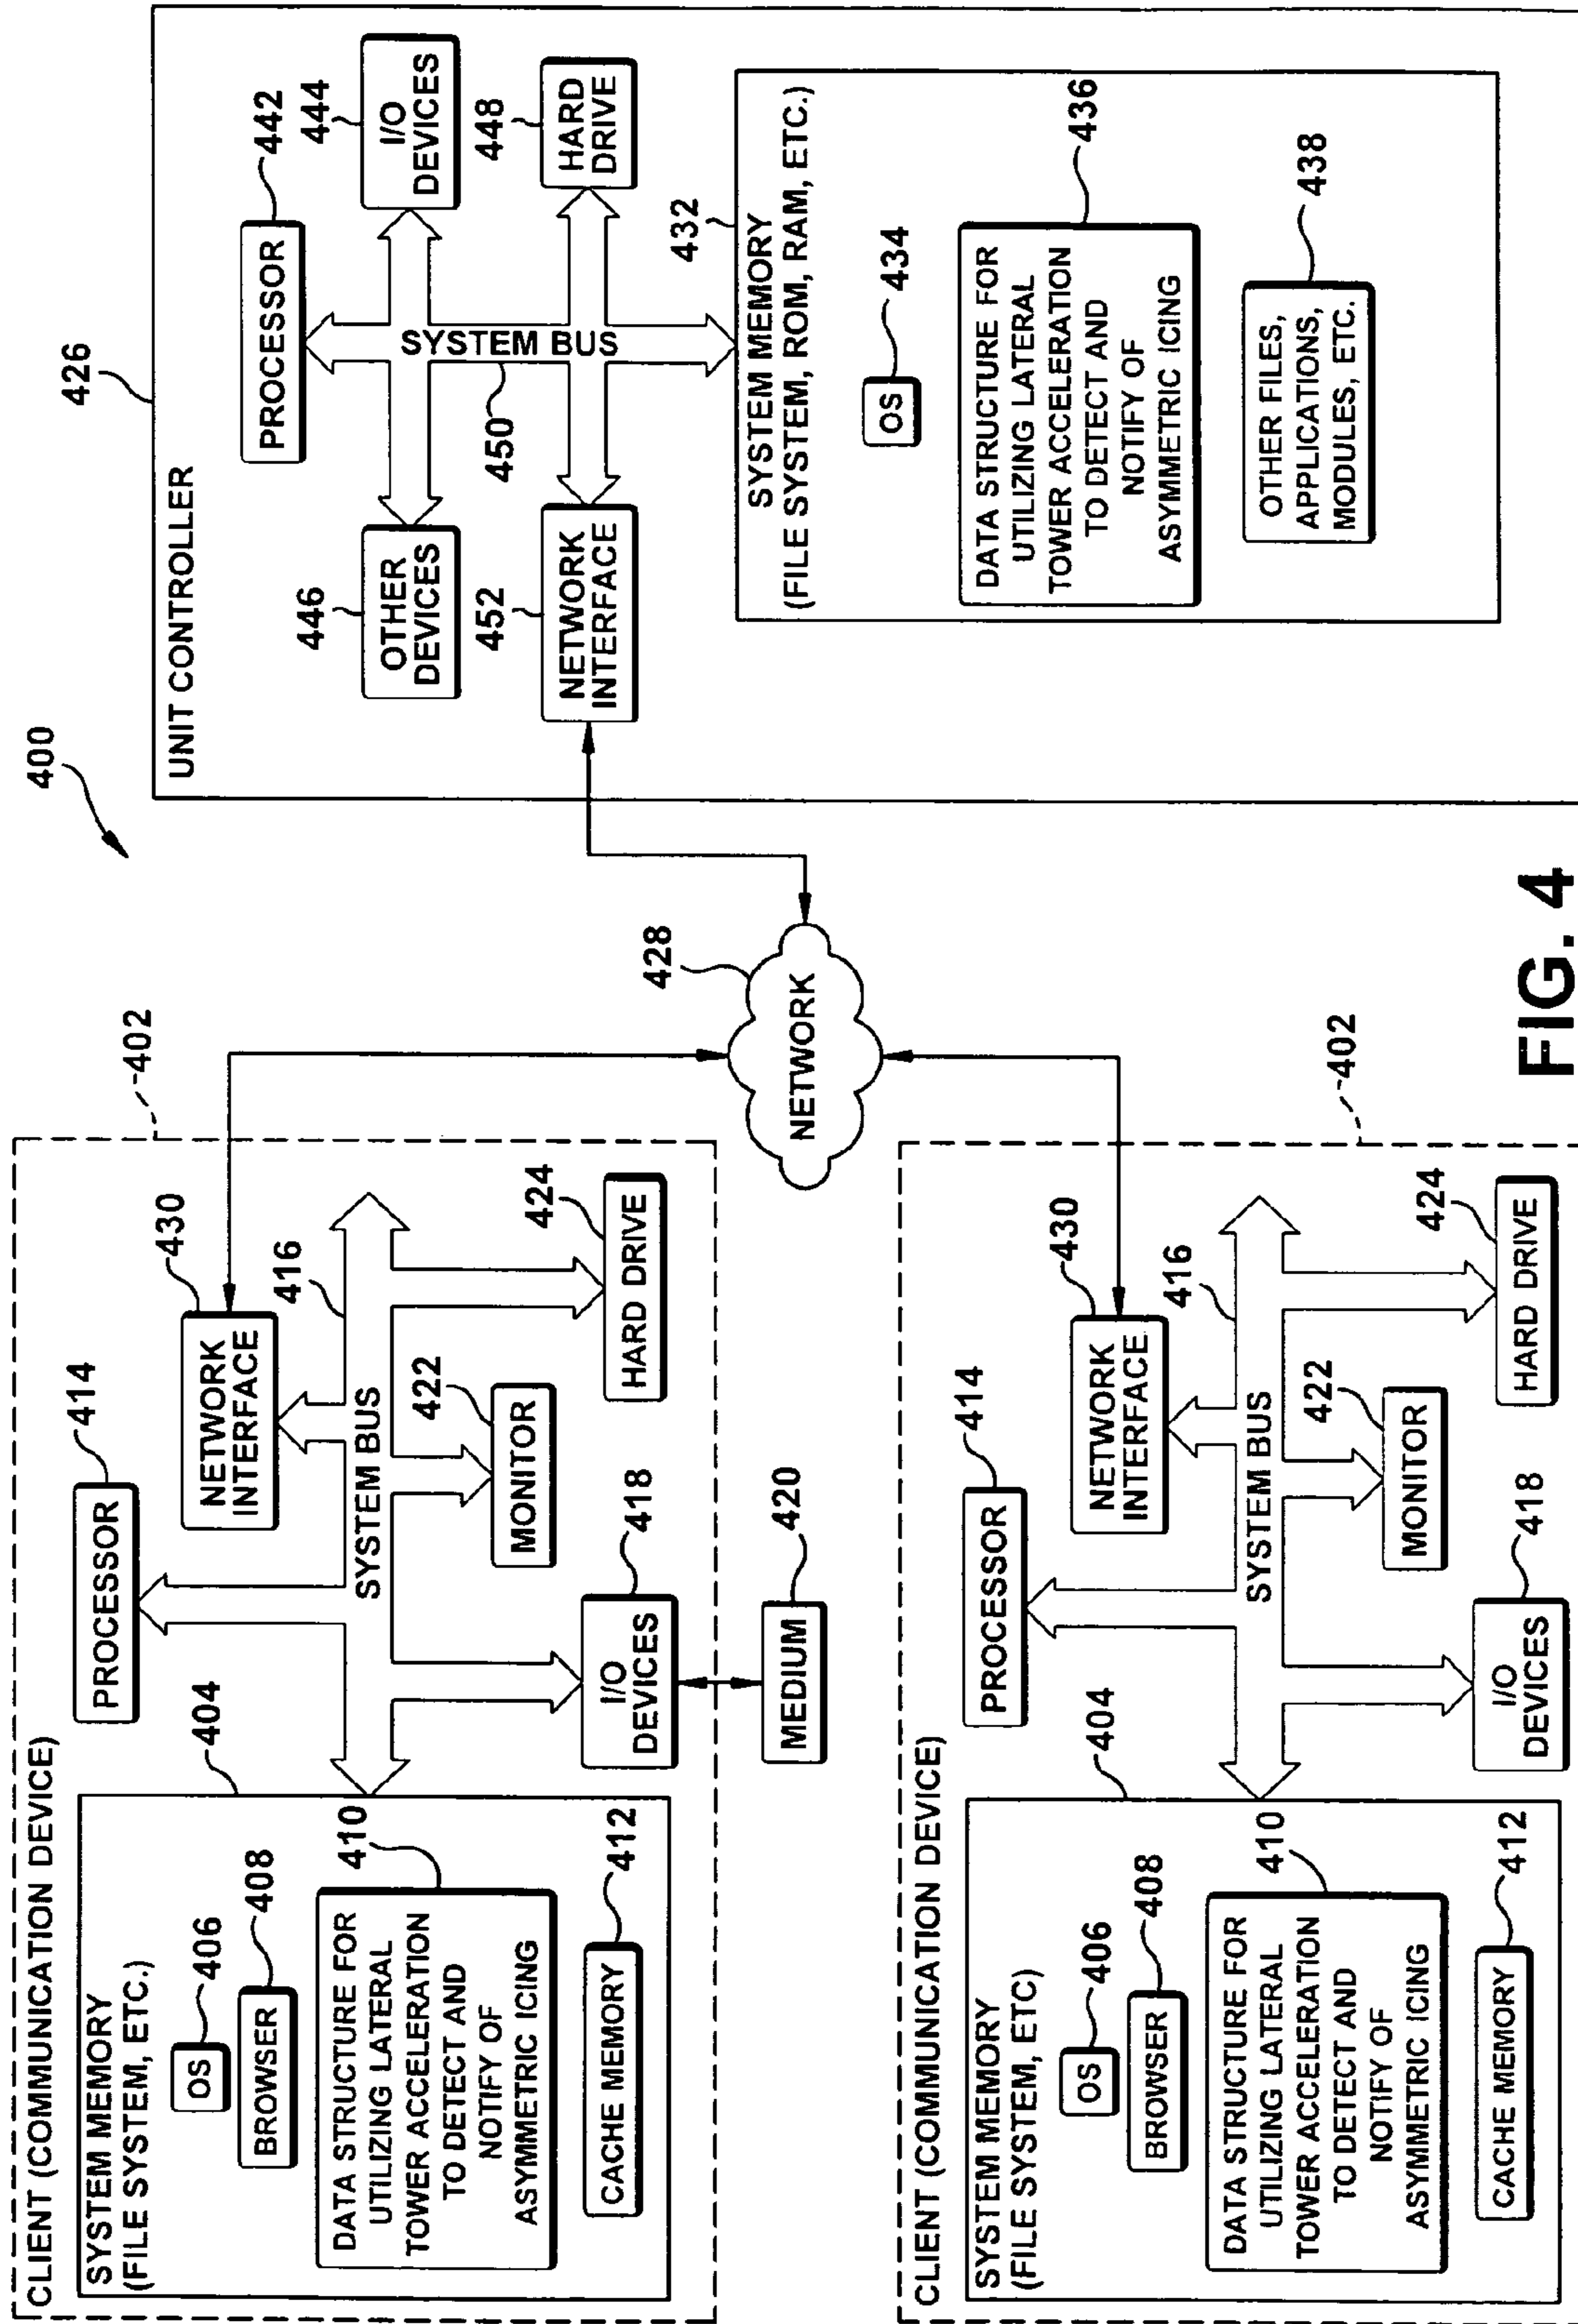 400
CLIENT (COMMUNICATION DEVICE)
402
SYSTEM MEMORY
(FILE SYSTEM, ETC.)
404
OS
406
BROWSER
408
410
DATA STRUCTURE FOR
UTILIZING LATERAL
TOWER ACCELERATION
TO DETECT AND
NOTIFY OF
ASYMMETRIC ICING
CACHE MEMORY
412
PROCESSOR
414
NETWORK
INTERFACE
430
416
SYSTEM BUS
I/O
DEVICES
418
MONITOR
422
HARD DRIVE
424
MEDIUM
420
NETWORK
428
CLIENT (COMMUNICATION DEVICE)
402
SYSTEM MEMORY
(FILE SYSTEM, ETC)
404
OS
406
BROWSER
408
410
DATA STRUCTURE FOR
UTILIZING LATERAL
TOWER ACCELERATION
TO DETECT AND
NOTIFY OF
ASYMMETRIC ICING
CACHE MEMORY
412
PROCESSOR
414
NETWORK
INTERFACE
430
416
SYSTEM BUS
I/O
DEVICES
418
MONITOR
422
HARD DRIVE
424
426
UNIT CONTROLLER
PROCESSOR
442
446
OTHER
DEVICES
444
I/O
DEVICES
SYSTEM BUS
450
452
NETWORK
INTERFACE
448
HARD
DRIVE
432
SYSTEM MEMORY
(FILE SYSTEM, ROM, RAM, ETC.)
OS
434
DATA STRUCTURE FOR
UTILIZING LATERAL
TOWER ACCELERATION
TO DETECT AND
NOTIFY OF
ASYMMETRIC ICING
436
OTHER FILES,
APPLICATIONS,
MODULES, ETC.
438
FIG. 4